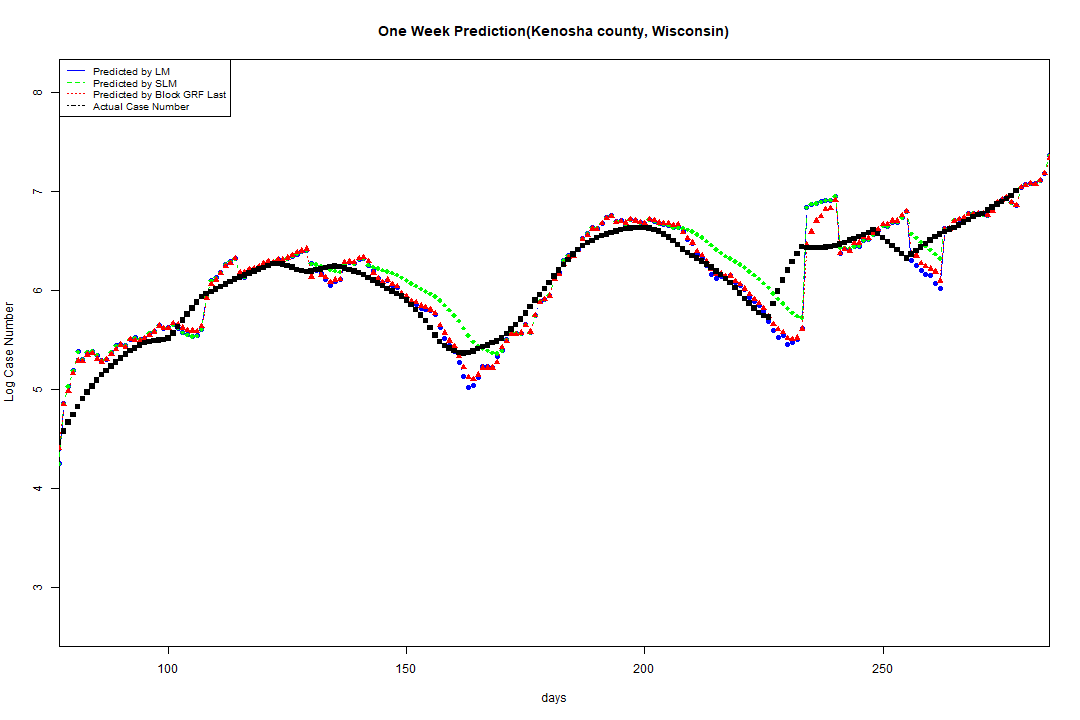 One Week Prediction(Kenosha county, Wisconsin)
Predicted by LM
Predicted by SLM
Predicted by Block GRF Last
Actual Case Number
8
7
6
5
4
3
Log Case Number
100 150 200 250
days